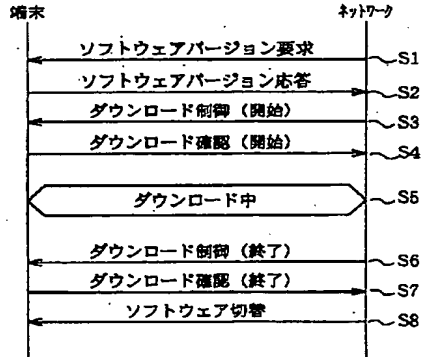 端末 ネットワーク
ソフトウェアバージョン要求 S1
ソフトウェアバージョン応答 S2
ダウンロード制御（開始） S3
ダウンロード確認（開始） S4
ダウンロード中 S5
ダウンロード制御（終了） S6
ダウンロード確認（終了） S7
ソフトウェア切替 S8